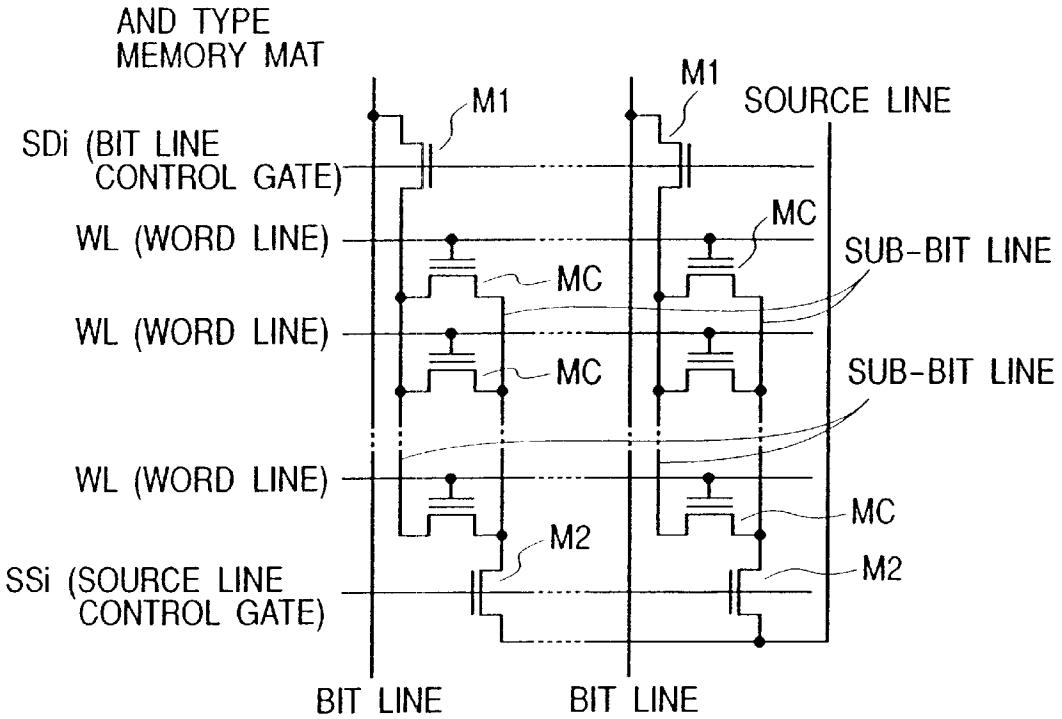 AND TYPE
MEMORY MAT
M1
M1
SOURCE LINE
SDi (BIT LINE
CONTROL GATE)
MC
WL (WORD LINE)
SUB-BIT LINE
MC
WL (WORD LINE)
MC
SUB-BIT LINE
WL (WORD LINE)
MC
M2
M2
SSi (SOURCE LINE
CONTROL GATE)
BIT LINE
BIT LINE